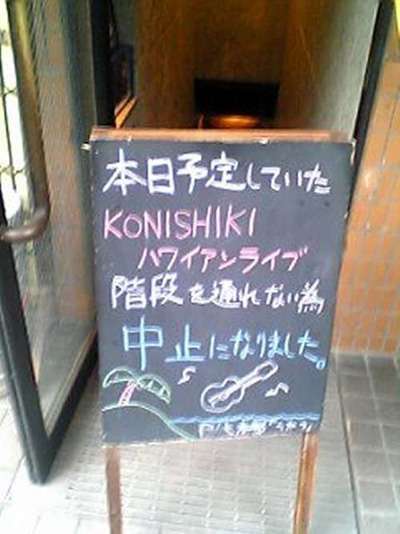 本日予定していた
KONISHIKI
ハワイアンライブ
階段を通れない為
中止になりました。